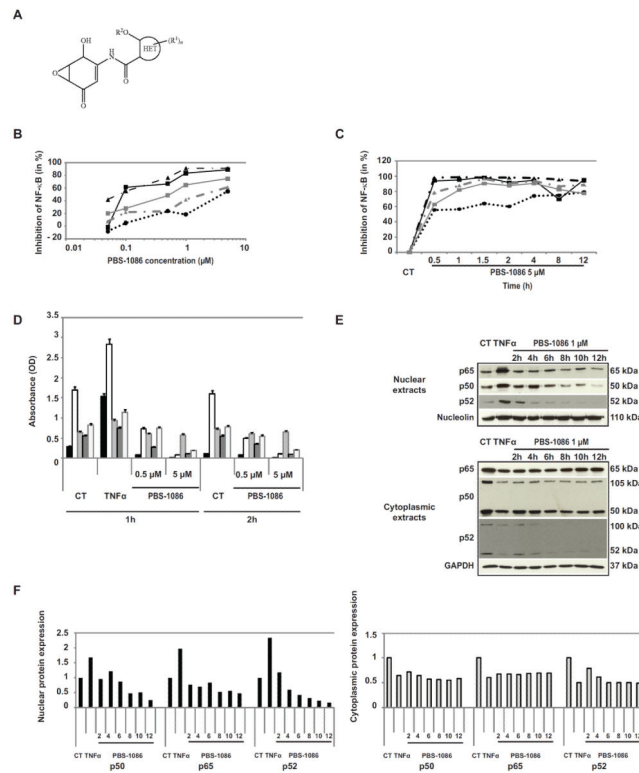 A
OH
H
N
R²O
(R¹)n
HET
O
O
O
B
Inhibition of NF-κB (in %)
100
80
60
40
20
0
- 20
0.01
0.1
1
10
PBS-1086 concentration (µM)
C
Inhibition of NF-κB (in %)
120
100
80
60
40
20
0
CT
0.5 1 1.5 2 4 8 12
PBS-1086 5 µM
Time (h)
D
Absorbance (OD)
3.5
3
2.5
2
1.5
1
0.5
0
0.5 µM 5 µM 0.5 µM 5 µM
CT TNFα PBS-1086 CT PBS-1086
1h 2h
E
CT TNFα PBS-1086 1 µM
2h 4h 6h 8h 10h 12h
Nuclear extracts
p65 65 kDa
p50 50 kDa
p52 52 kDa
Nucleolin 110 kDa
CT TNFα PBS-1086 1 µM
2h 4h 6h 8h 10h 12h
Cytoplasmic extracts
p65 65 kDa
105 kDa
p50
50 kDa
100 kDa
p52
52 kDa
GAPDH 37 kDa
F
Nuclear protein expression
2.5
2
1.5
1
0.5
0
2 4 6 8 10 12 2 4 6 8 10 12 2 4 6 8 10 12
CT TNFα PBS-1086 CT TNFα PBS-1086 CT TNFα PBS-1086
p50 p65 p52
Cytoplasmic protein expression
1.5
1
0.5
0
2 4 6 8 10 12 2 4 6 8 10 12 2 4 6 8 10 12
CT TNFα PBS-1086 CT TNFα PBS-1086 CT TNFα PBS-1086
p50 p65 p52